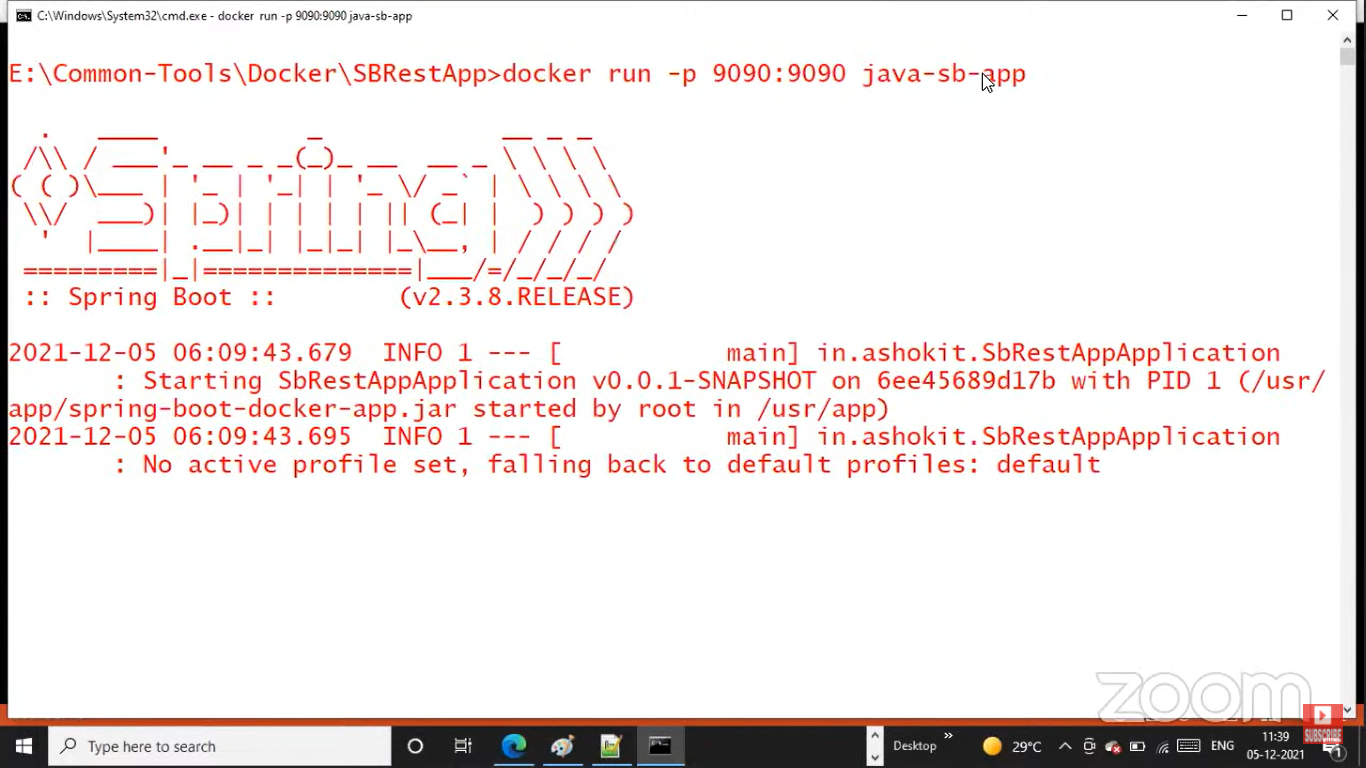 C:\Windows\System32\cmd.exe - docker run -p 9090:9090 java-sb-app
E:\Common-Tools\Docker\SBRestApp>docker run -p 9090:9090 java-sb-app
:: Spring Boot ::        (v2.3.8.RELEASE)
2021-12-05 06:09:43.679  INFO 1 --- [           main] in.ashokit.SbRestAppApplication
: Starting SbRestAppApplication v0.0.1-SNAPSHOT on 6ee45689d17b with PID 1 (/usr/
app/spring-boot-docker-app.jar started by root in /usr/app)
2021-12-05 06:09:43.695  INFO 1 --- [           main] in.ashokit.SbRestAppApplication
: No active profile set, falling back to default profiles: default
zoom
SUBSCRIBE
Type here to search
Desktop
29°C
ENG
11:39
05-12-2021
1